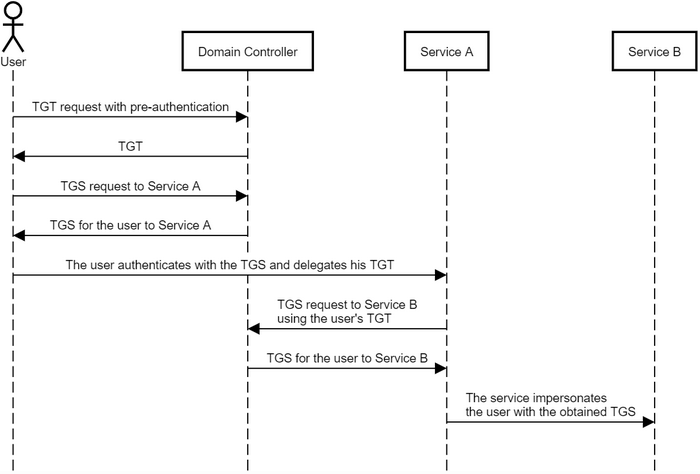 User
Domain Controller
Service A
Service B
TGT request with pre-authentication
TGT
TGS request to Service A
TGS for the user to Service A
The user authenticates with the TGS and delegates his TGT
TGS request to Service B
using the user's TGT
TGS for the user to Service B
The service impersonates
the user with the obtained TGS